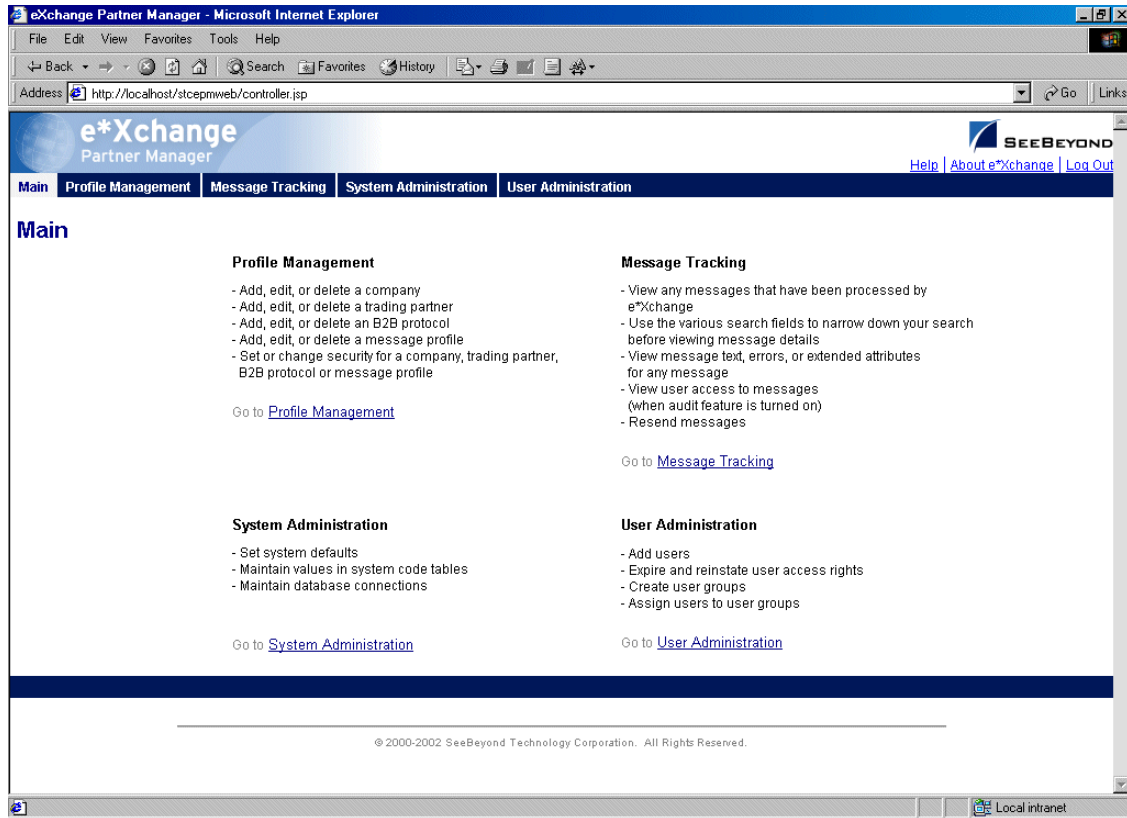 eXchange Partner Manager - Microsoft Internet Explorer
File Edit View Favorites Tools Help
Back Search Favorites History
Address http://localhost/stcepmweb/controller.jsp Go Links
e*Xchange
Partner Manager
SEEBEYOND
Help | About e*Xchange | Log Out
Main Profile Management Message Tracking System Administration User Administration
Main
Profile Management
- Add, edit, or delete a company
- Add, edit, or delete a trading partner
- Add, edit, or delete an B2B protocol
- Add, edit, or delete a message profile
- Set or change security for a company, trading partner,
B2B protocol or message profile
Go to Profile Management
Message Tracking
- View any messages that have been processed by
e*Xchange
- Use the various search fields to narrow down your search
before viewing message details
- View message text, errors, or extended attributes
for any message
- View user access to messages
(when audit feature is turned on)
- Resend messages
Go to Message Tracking
System Administration
- Set system defaults
- Maintain values in system code tables
- Maintain database connections
Go to System Administration
User Administration
- Add users
- Expire and reinstate user access rights
- Create user groups
- Assign users to user groups
Go to User Administration
© 2000-2002 SeeBeyond Technology Corporation. All Rights Reserved.
Local intranet